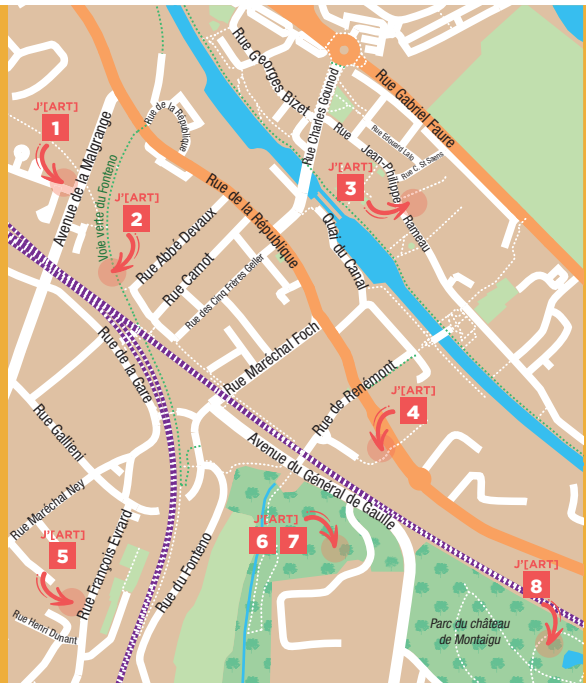 Rue Georges Bizet
Rue Charles Gounod
Rue Gabriel Faure
J'[ART]
1
Rue de la
République
Avenue de la Malgrange
Rue Jean-Philippe Rameau
Rue Edouard Lalo
Rue C. St Saens
J'[ART]
3
Voie verte du Fonteno
J'[ART]
2
Rue de la République
Rue Abbé Devaux
Rue Carnot
Rue des Cinq Frères Geller
Quai du Canal
Rue Maréchal Foch
Rue de la Gare
Rue de Renémont
J'[ART]
4
Rue Gallieni
Avenue du Général de Gaulle
Rue Maréchal Ney
J'[ART]
5
J'[ART]
6 7
Rue François Evrard
Rue du Fonteno
Rue Henri Dunant
J'[ART]
8
Parc du château
de Montaigu